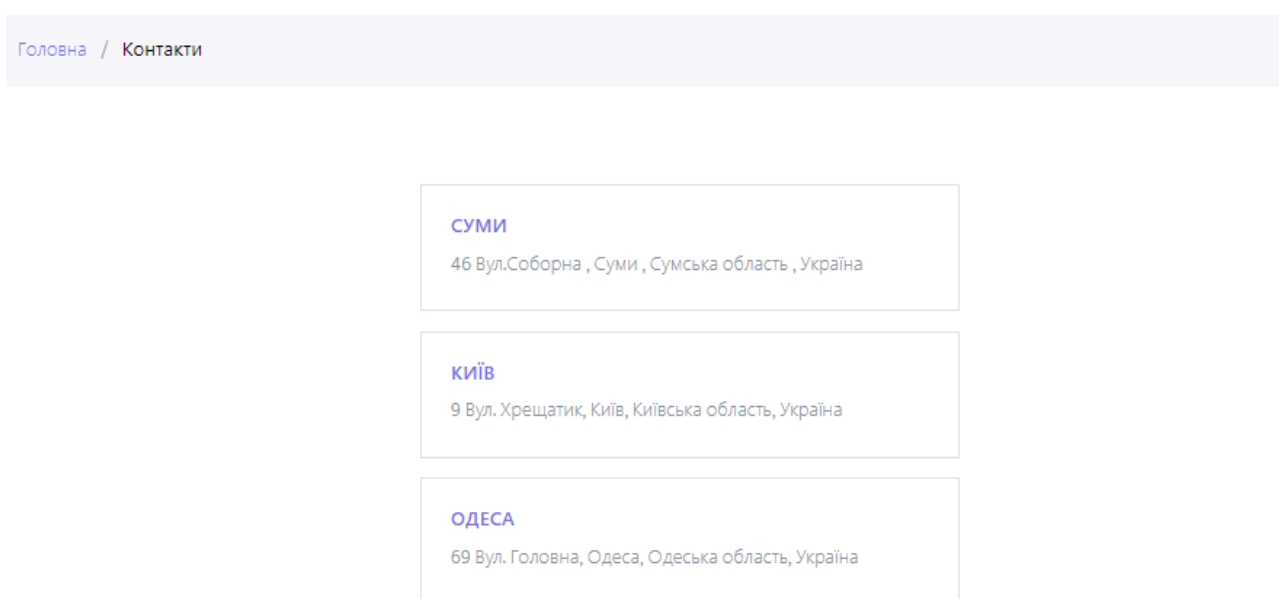 Головна / Контакти
СУМИ
46 Вул.Соборна , Суми , Сумська область , Україна
КИЇВ
9 Вул. Хрещатик, Київ, Київська область, Україна
ОДЕСА
69 Вул. Головна, Одеса, Одеська область, Україна